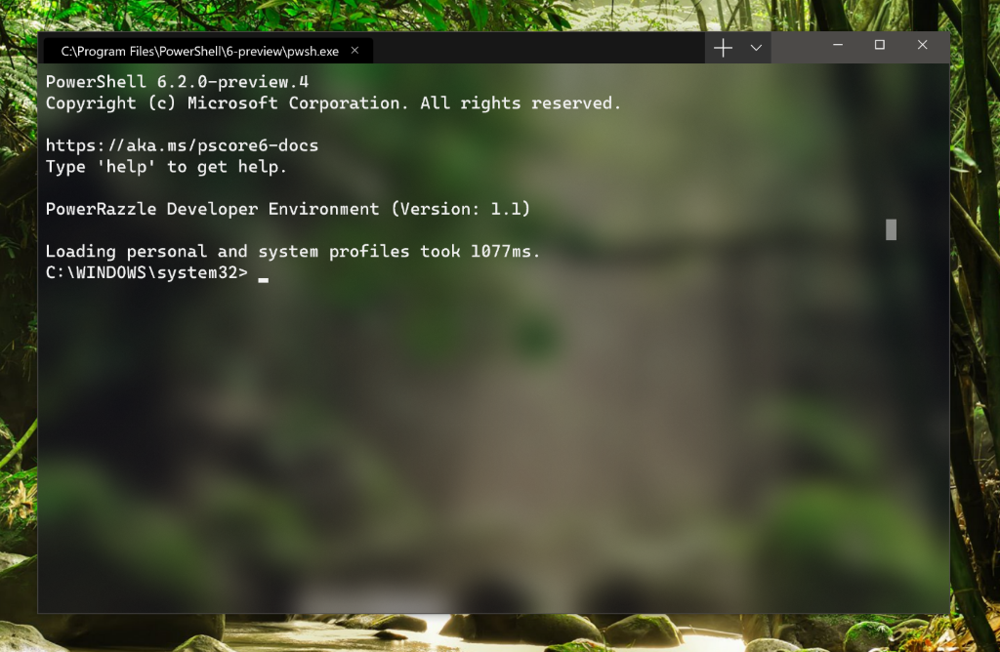 C:\Program Files\PowerShell\6-preview\pwsh.exe
PowerShell 6.2.0-preview.4
Copyright (c) Microsoft Corporation. All rights reserved.
https://aka.ms/pscore6-docs
Type 'help' to get help.
PowerRazzle Developer Environment (Version: 1.1)
Loading personal and system profiles took 1077ms.
C:\WINDOWS\system32>